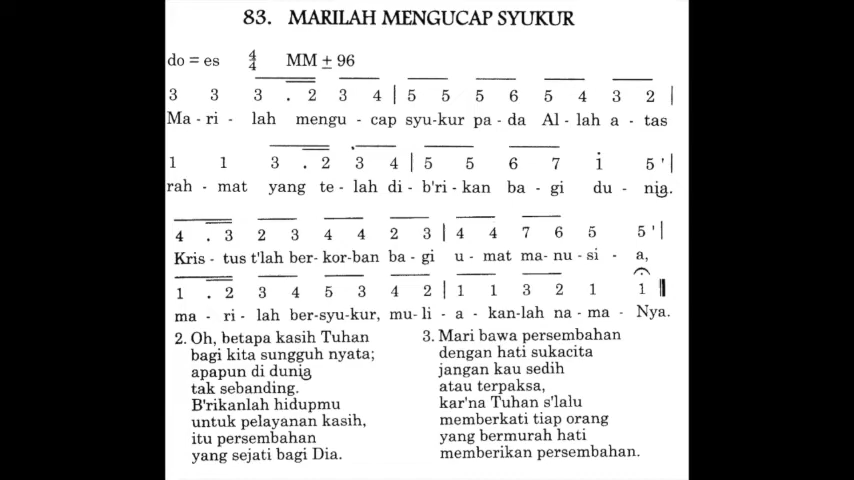 83. MARILAH MENGUCAP SYUKUR
do = es 4/4 MM ± 96
3 3 3 . 2 3 4 | 5 5 5 6 5 4 3 2 |
Ma - ri - lah mengu - cap syu-kur pa - da Al - lah a - tas
1 1 3 . 2 3 4 | 5 5 6 7 i 5 ' |
rah - mat yang te - lah di - b'ri - kan ba - gi du - nia.
4 . 3 2 3 4 4 2 3 | 4 4 7 6 5 5 ' |
Kris - tus t'lah ber- kor-ban ba - gi u - mat ma - nu - si - a,
1 . 2 3 4 5 3 4 2 | 1 1 3 2 1 1
ma - ri - lah ber-syu-kur, mu- li - a - kan-lah na - ma - Nya.
2. Oh, betapa kasih Tuhan
bagi kita sungguh nyata;
apapun di dunia
tak sebanding.
B'rikanlah hidupmu
untuk pelayanan kasih,
itu persembahan
yang sejati bagi Dia.
3. Mari bawa persembahan
dengan hati sukacita
jangan kau sedih
atau terpaksa,
kar'na Tuhan s'lalu
memberkati tiap orang
yang bermurah hati
memberikan persembahan.